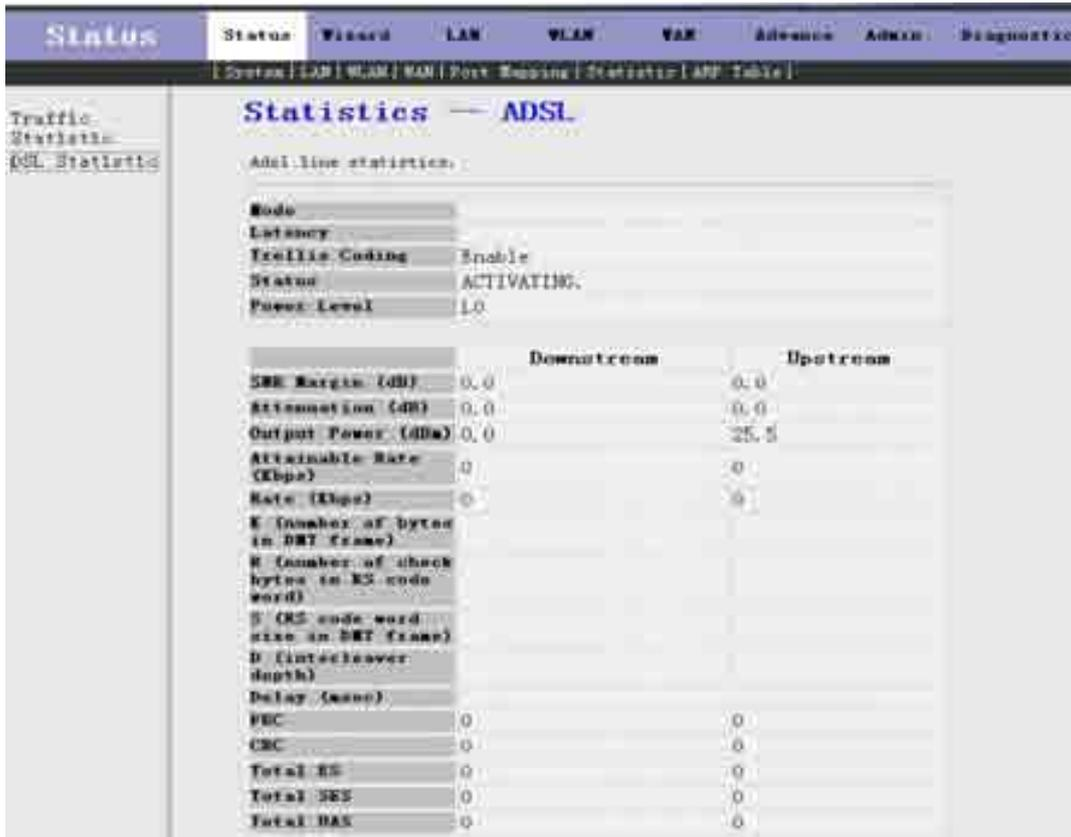 Status
Status Wizard LAN WLAN WAN Advance Admin Diagnostic
| System | LAN | WLAN | WAN | Port Mapping | Statistic | ARP Table |
Traffic
Statistic
DSL Statistic
Statistics -- ADSL
Adsl line statistics.
Mode
Latency
Trellis Coding Enable
Status ACTIVATING.
Power Level L0
Downstream Upstream
SNR Margin (dB) 0.0 0.0
Attenuation (dB) 0.0 0.0
Output Power (dBm) 0.0 25.5
Attainable Rate
(Kbps) 0 0
Rate (Kbps) 0 0
K (number of bytes
in DMT frame)
R (number of check
bytes in RS code
word)
S (RS code word
size in DMT frame)
D (interleaver
depth)
Delay (msec)
FEC 0 0
CRC 0 0
Total ES 0 0
Total SES 0 0
Total UAS 0 0